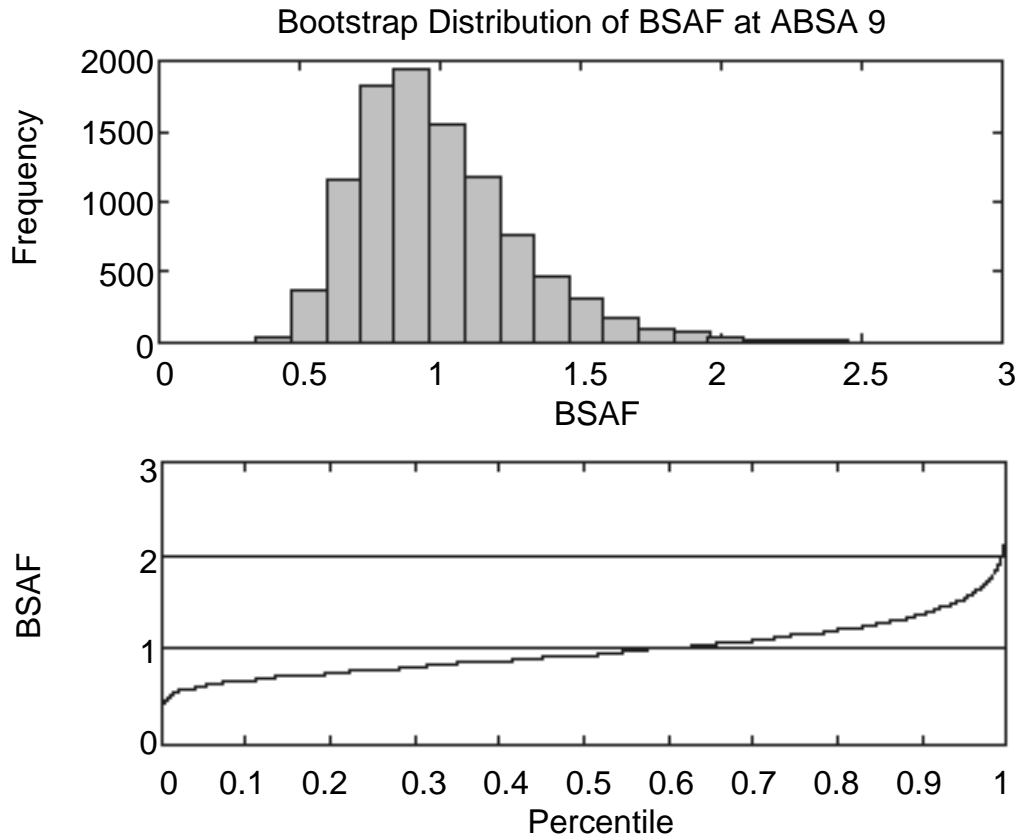 Bootstrap Distribution of BSAF at ABSA 9
2000
1500
1000
500
0
Frequency
0 0.5 1 1.5 2 2.5 3
BSAF
3
2
1
0
BSAF
0 0.1 0.2 0.3 0.4 0.5 0.6 0.7 0.8 0.9 1
Percentile